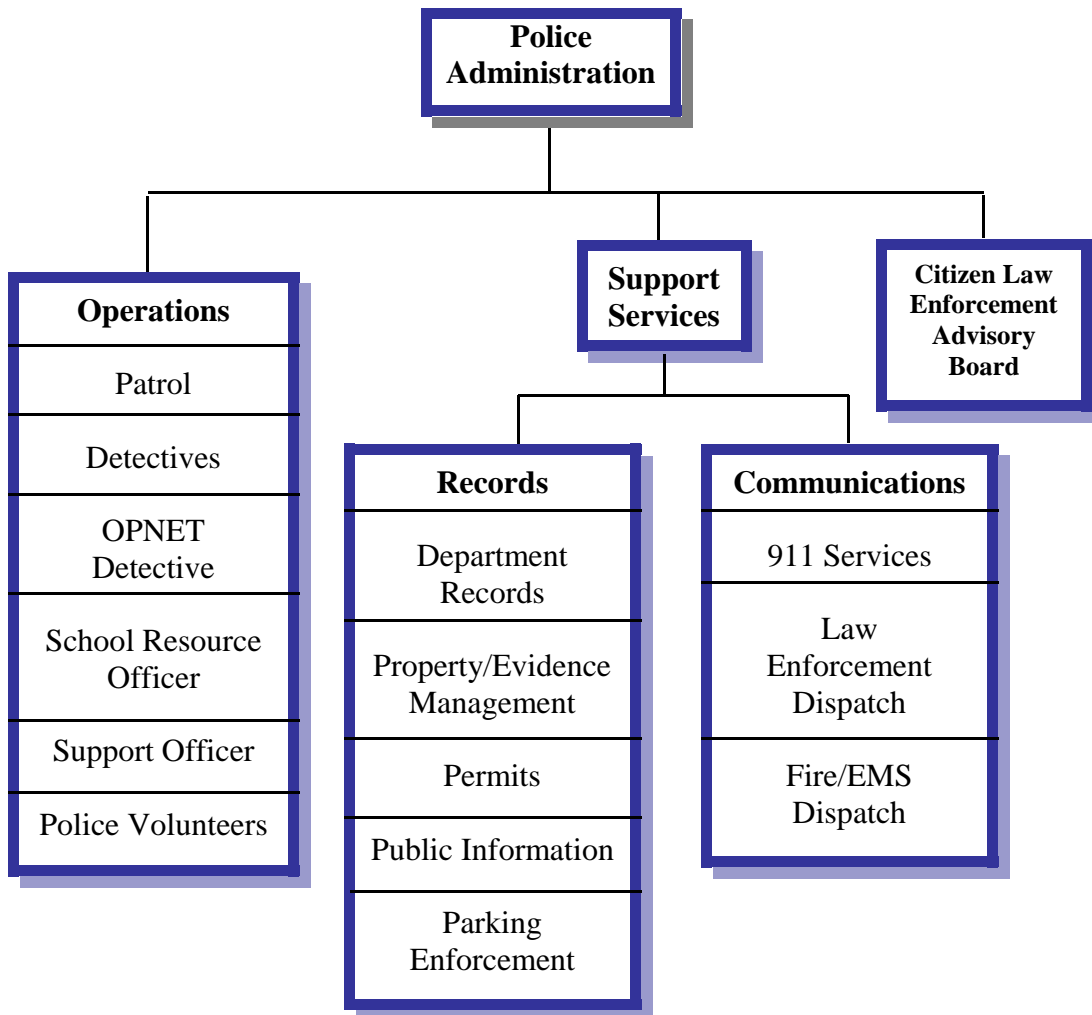 Police
Administration
Operations
Patrol
Detectives
OPNET
Detective
School Resource
Officer
Support Officer
Police Volunteers
Support
Services
Records
Department
Records
Property/Evidence
Management
Permits
Public Information
Parking
Enforcement
Communications
911 Services
Law
Enforcement
Dispatch
Fire/EMS
Dispatch
Citizen Law
Enforcement
Advisory
Board